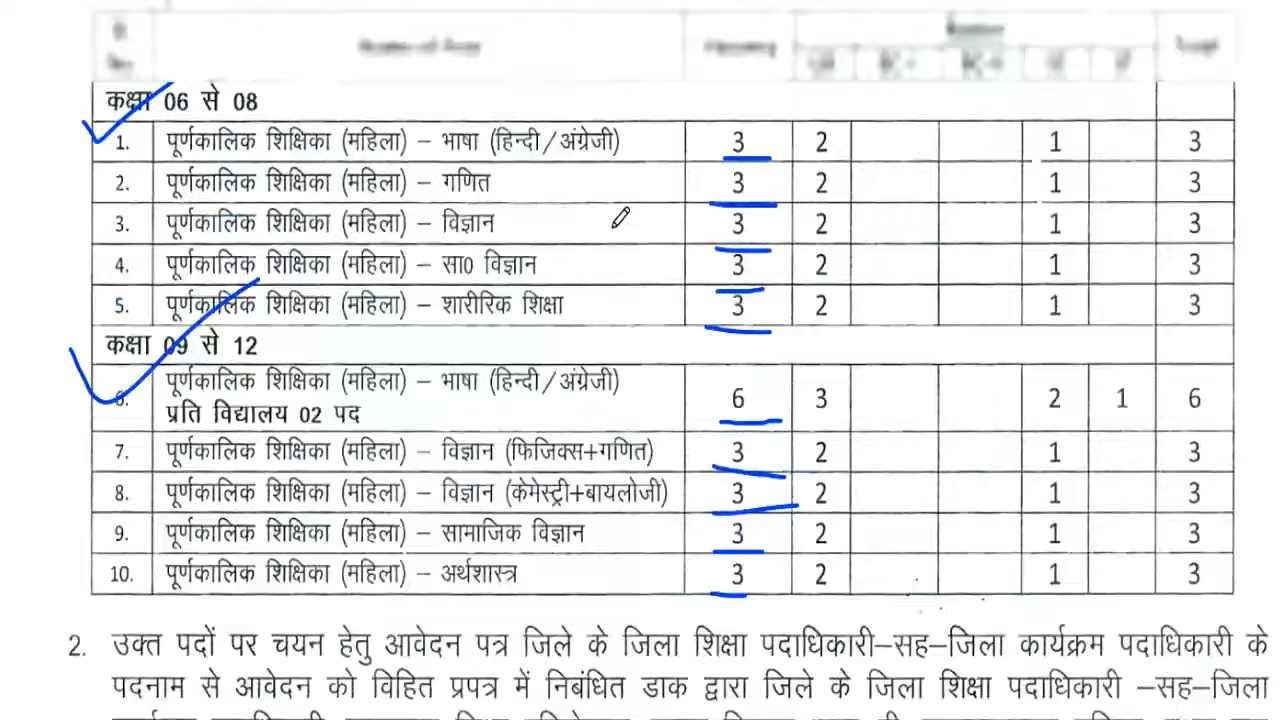 कक्षा 06 से 08
1. पूर्णकालिक शिक्षिका (महिला) – भाषा (हिन्दी/अंग्रेजी) 3 2 1 3
2. पूर्णकालिक शिक्षिका (महिला) – गणित 3 2 1 3
3. पूर्णकालिक शिक्षिका (महिला) – विज्ञान 3 2 1 3
4. पूर्णकालिक शिक्षिका (महिला) – सा0 विज्ञान 3 2 1 3
5. पूर्णकालिक शिक्षिका (महिला) – शारीरिक शिक्षा 3 2 1 3
कक्षा 09 से 12
6. पूर्णकालिक शिक्षिका (महिला) – भाषा (हिन्दी/अंग्रेजी) 6 3 2 1 6
प्रति विद्यालय 02 पद
7. पूर्णकालिक शिक्षिका (महिला) – विज्ञान (फिजिक्स+गणित) 3 2 1 3
8. पूर्णकालिक शिक्षिका (महिला) – विज्ञान (केमेस्ट्री+बायलोजी) 3 2 1 3
9. पूर्णकालिक शिक्षिका (महिला) – सामाजिक विज्ञान 3 2 1 3
10. पूर्णकालिक शिक्षिका (महिला) – अर्थशास्त्र 3 2 1 3
2. उक्त पदों पर चयन हेतु आवेदन पत्र जिले के जिला शिक्षा पदाधिकारी–सह–जिला कार्यक्रम पदाधिकारी के
पदनाम से आवेदन को विहित प्रपत्र में निबंधित डाक द्वारा जिले के जिला शिक्षा पदाधिकारी –सह–जिला